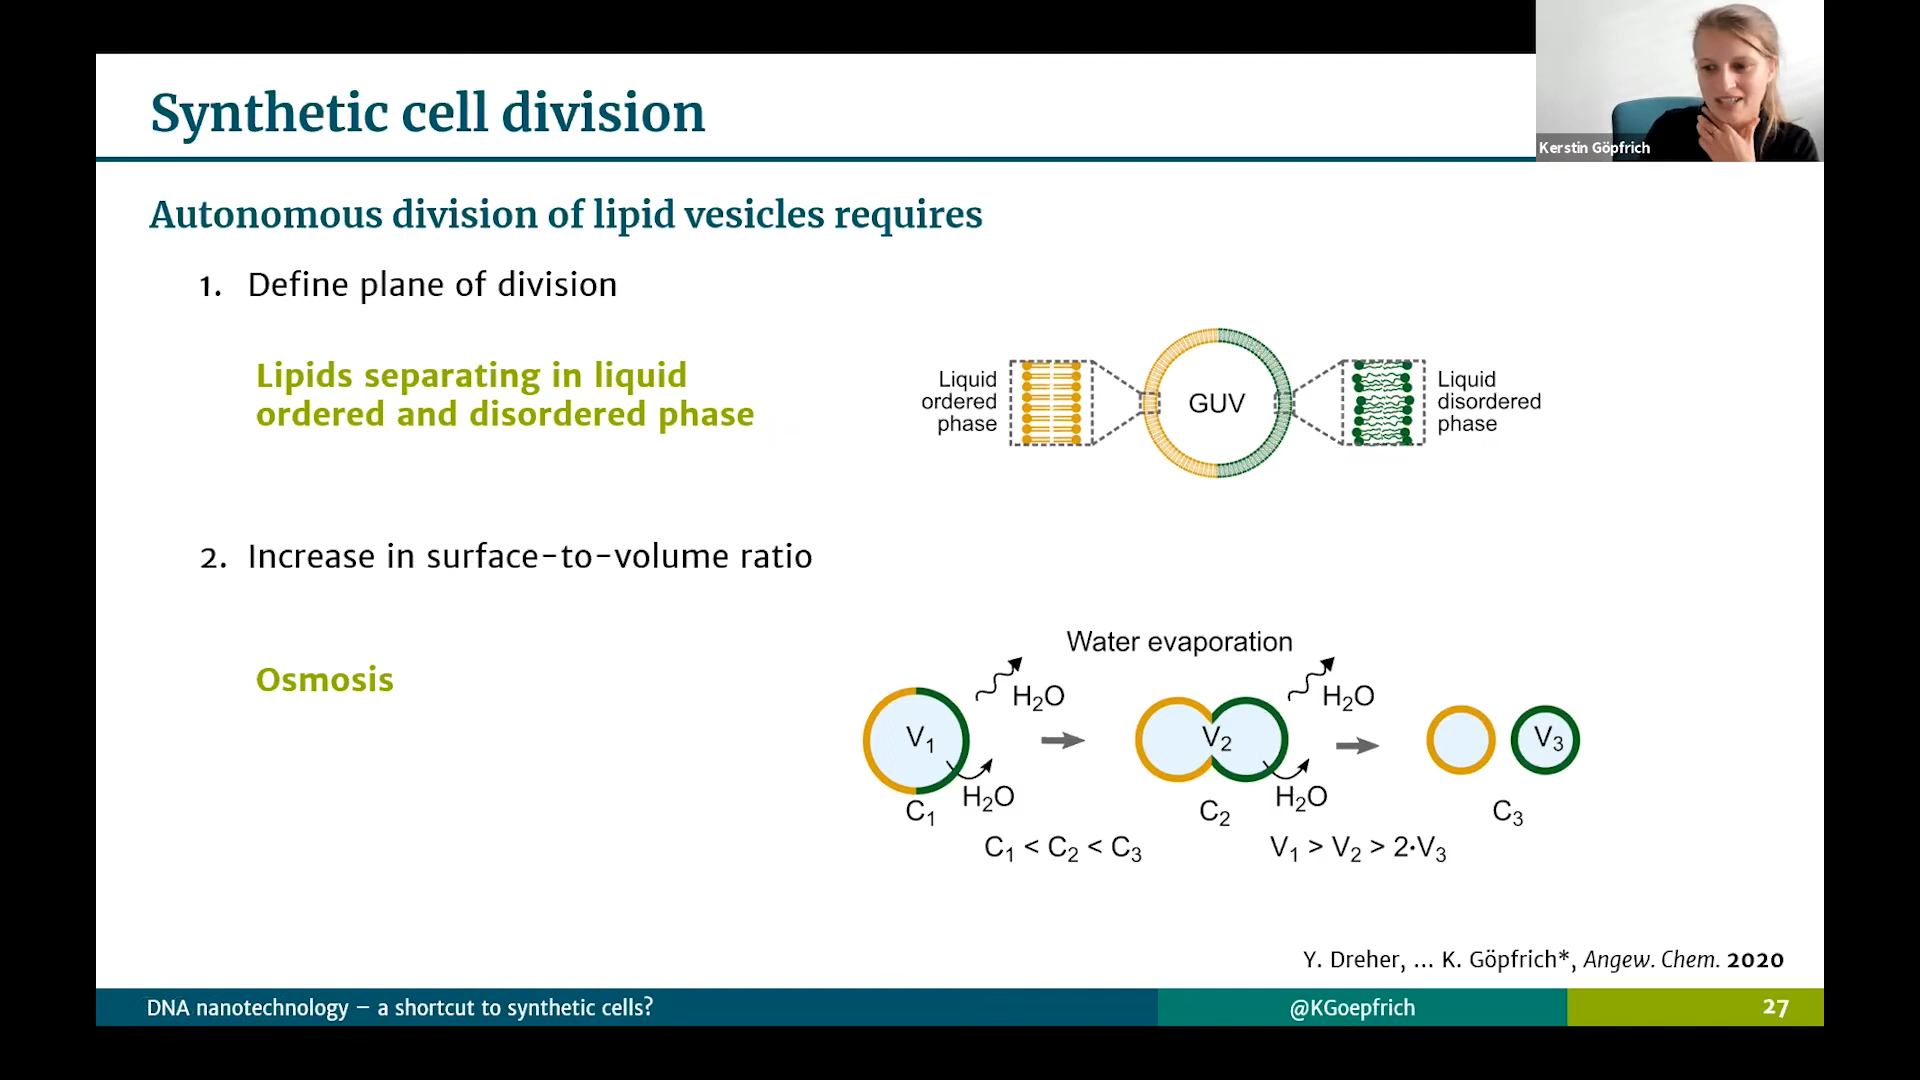 Synthetic cell division
Kerstin Göpfrich
Autonomous division of lipid vesicles requires
1. Define plane of division
Lipids separating in liquid
ordered and disordered phase
Liquid
ordered
phase
GUV
Liquid
disordered
phase
2. Increase in surface-to-volume ratio
Osmosis
Water evaporation
H₂O
H₂O
V₁
V₂
V₃
H₂O
H₂O
C₁
C₂
C₃
C₁ < C₂ < C₃
V₁ > V₂ > 2·V₃
Y. Dreher, ... K. Göpfrich*, Angew. Chem. 2020
DNA nanotechnology – a shortcut to synthetic cells?
@KGoepfrich
27